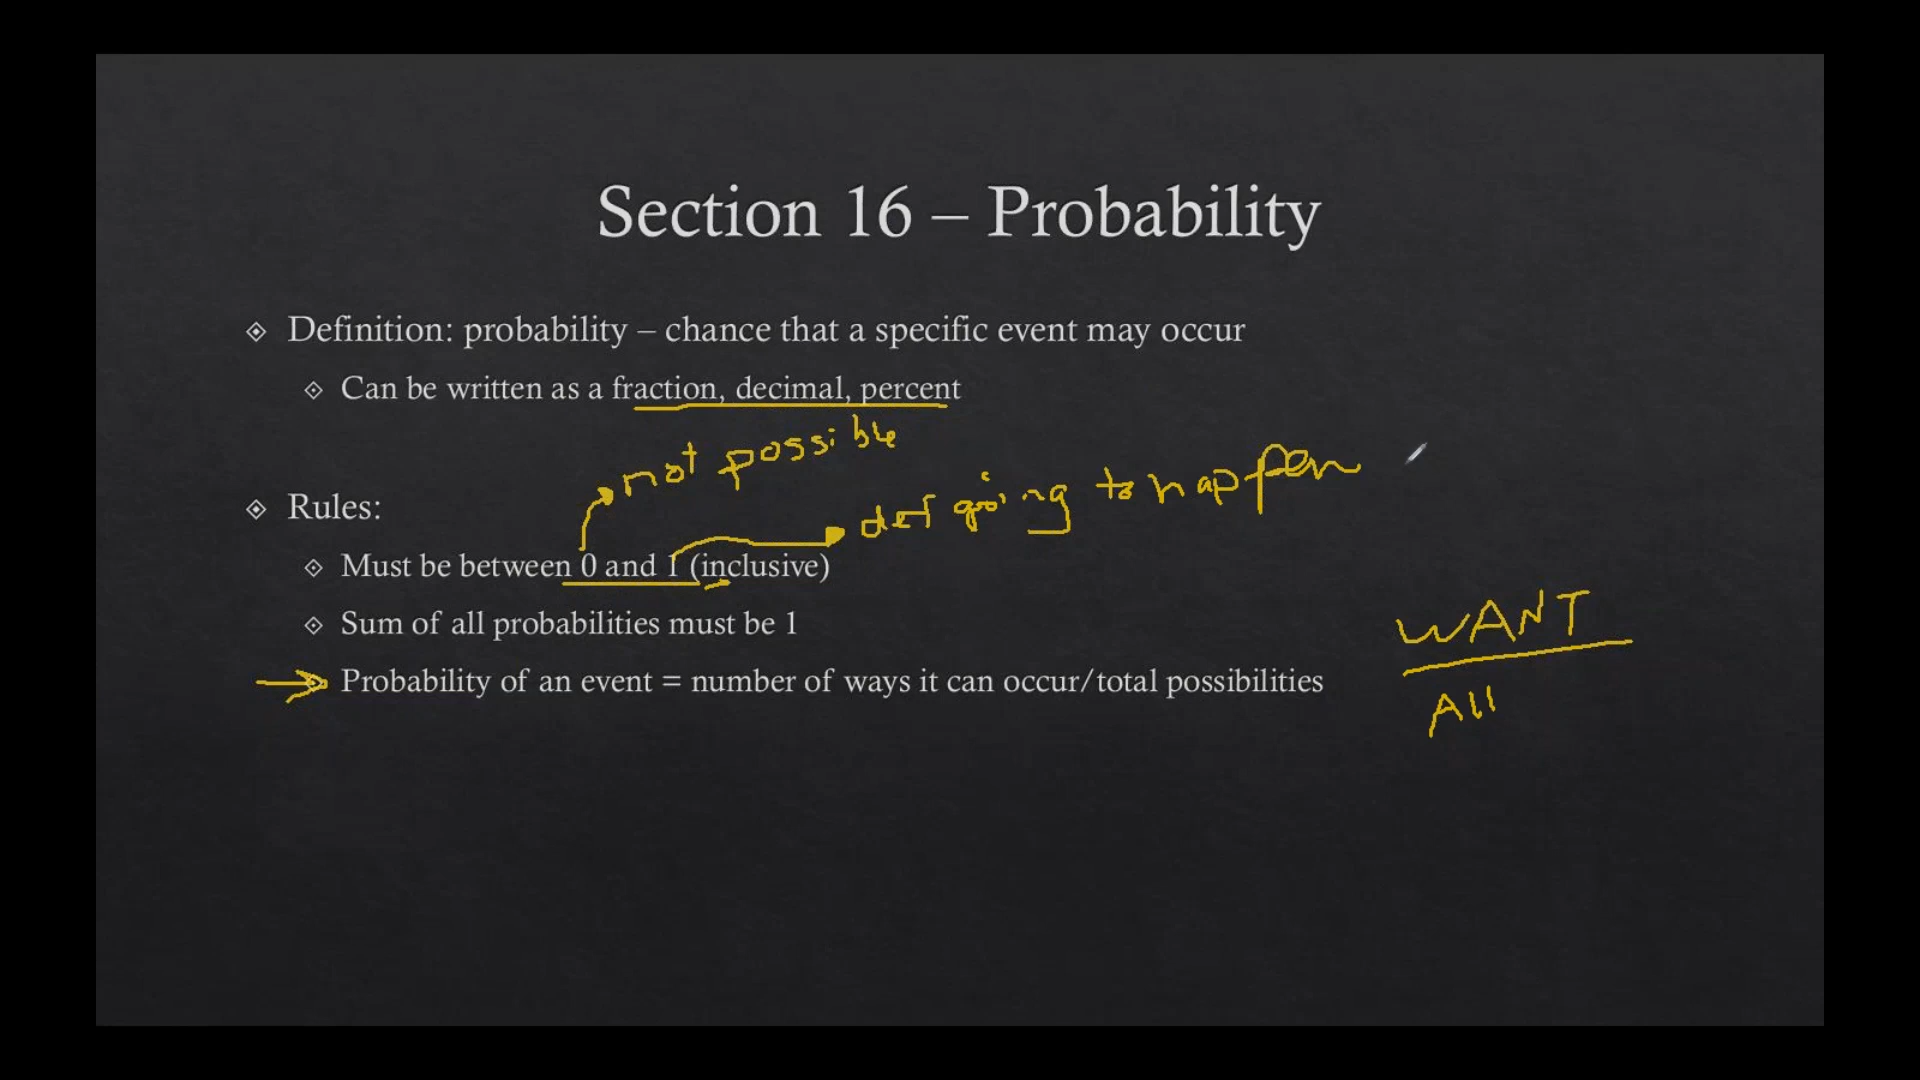 Section 16 – Probability
Definition: probability – chance that a specific event may occur
Can be written as a fraction, decimal, percent
not possible
def going to happen
Rules:
Must be between 0 and 1 (inclusive)
Sum of all probabilities must be 1
WANT
Probability of an event = number of ways it can occur/total possibilities
All